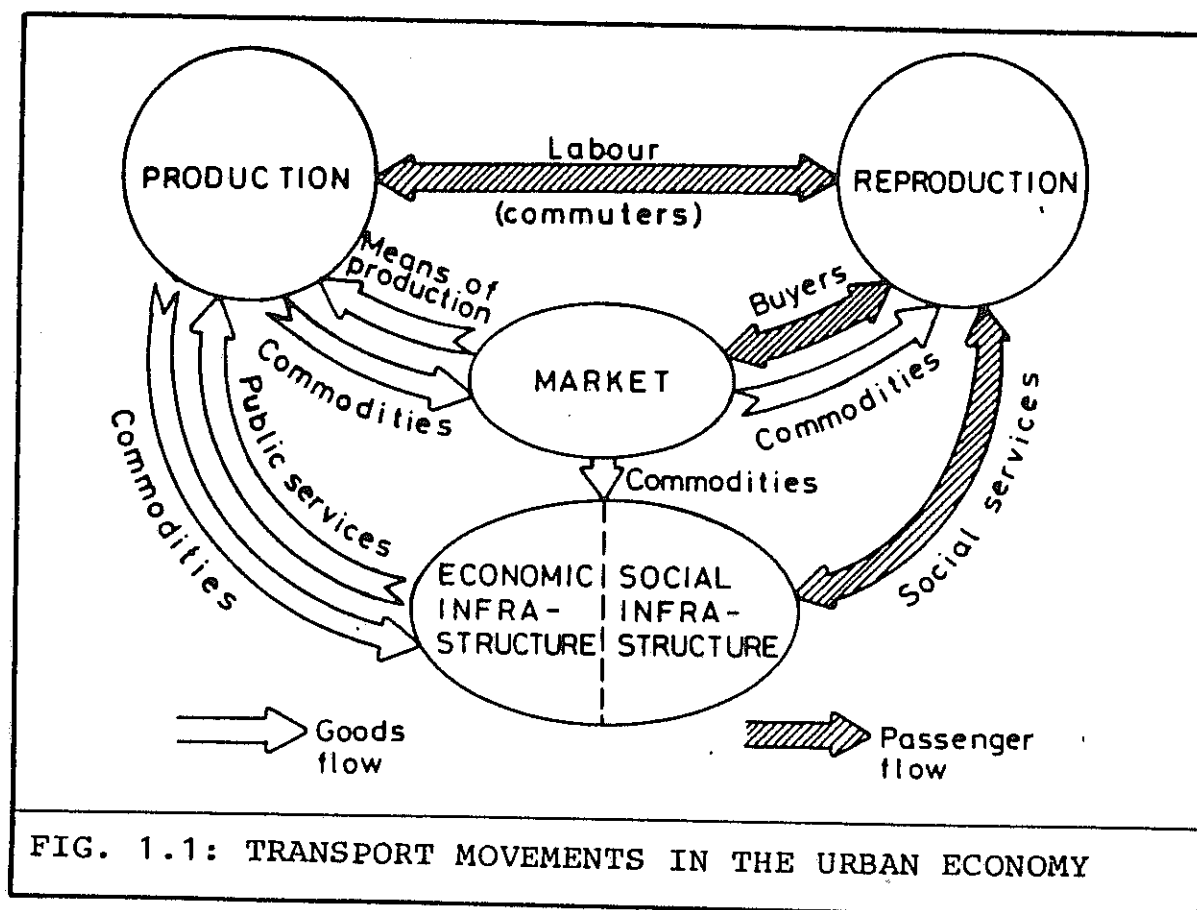 PRODUCTION
Labour
(commuters)
REPRODUCTION
Means of
production
Buyers
Commodities
MARKET
Commodities
Commodities
Public services
Commodities
Social services
ECONOMIC
INFRA-
STRUCTURE
SOCIAL
INFRA-
STRUCTURE
Goods
flow
Passenger
flow
FIG. 1.1: TRANSPORT MOVEMENTS IN THE URBAN ECONOMY